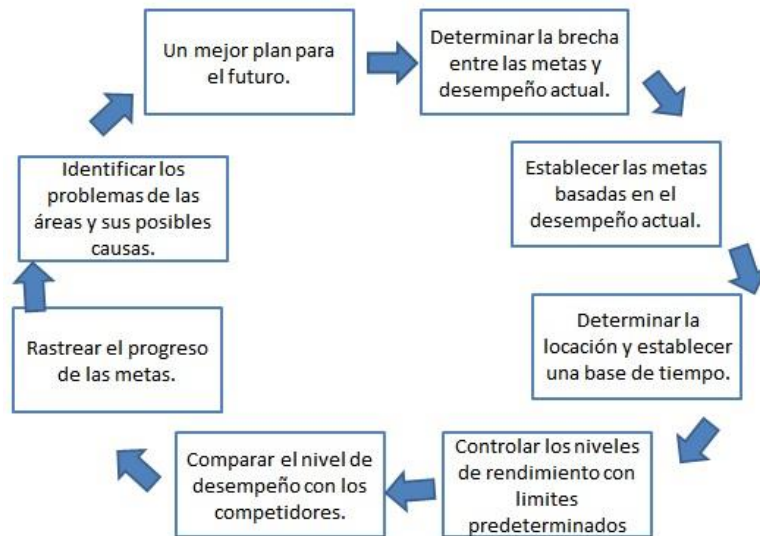 Un mejor plan para
el futuro.
Determinar la brecha
entre las metas y
desempeño actual.
Establecer las metas
basadas en el
desempeño actual.
Determinar la
locación y establecer
una base de tiempo.
Controlar los niveles
de rendimiento con
limites
predeterminados
Comparar el nivel de
desempeño con los
competidores.
Rastrear el progreso
de las metas.
Identificar los
problemas de las
áreas y sus posibles
causas.